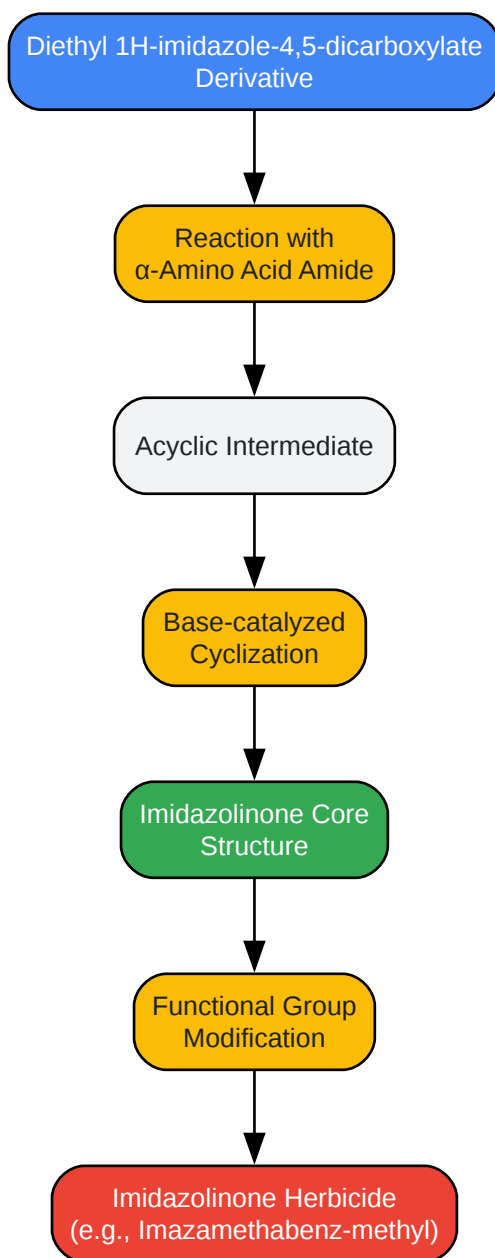 Diethyl 1H-imidazole-4,5-dicarboxylate
Derivative
Reaction with
α-Amino Acid Amide
Acyclic Intermediate
Base-catalyzed
Cyclization
Imidazolinone Core
Structure
Functional Group
Modification
Imidazolinone Herbicide
(e.g., Imazamethabenz-methyl)